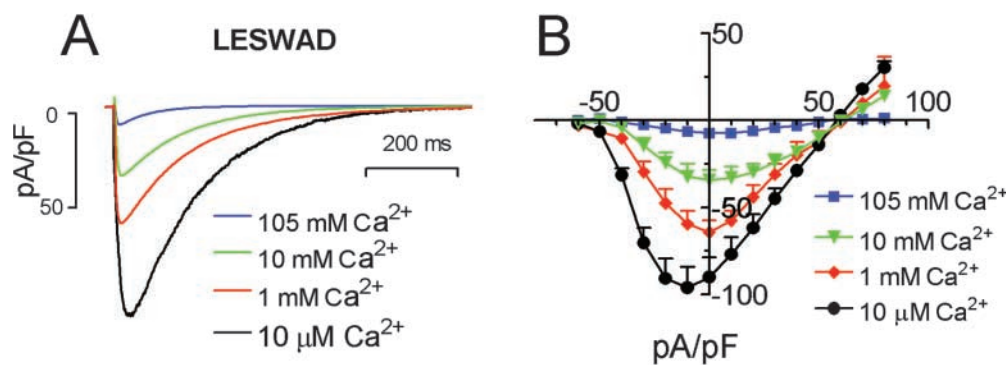 A
LESWAD
0
pA/pF
50
200 ms
105 mM Ca²⁺
10 mM Ca²⁺
1 mM Ca²⁺
10 µM Ca²⁺
B
50
-50
50
100
-50
-100
pA/pF
105 mM Ca²⁺
10 mM Ca²⁺
1 mM Ca²⁺
10 µM Ca²⁺